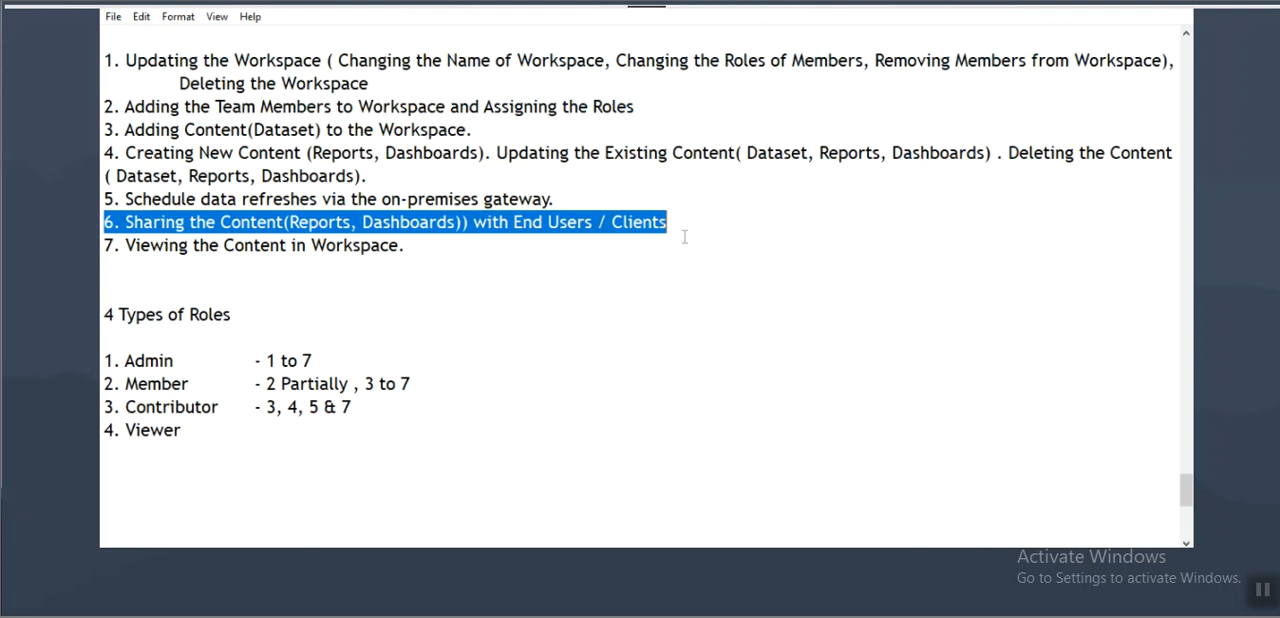 File Edit Format View Help
1. Updating the Workspace ( Changing the Name of Workspace, Changing the Roles of Members, Removing Members from Workspace),
Deleting the Workspace
2. Adding the Team Members to Workspace and Assigning the Roles
3. Adding Content(Dataset) to the Workspace.
4. Creating New Content (Reports, Dashboards). Updating the Existing Content( Dataset, Reports, Dashboards) . Deleting the Content
( Dataset, Reports, Dashboards).
5. Schedule data refreshes via the on-premises gateway.
6. Sharing the Content(Reports, Dashboards)) with End Users / Clients
7. Viewing the Content in Workspace.
4 Types of Roles
1. Admin - 1 to 7
2. Member - 2 Partially , 3 to 7
3. Contributor - 3, 4, 5 & 7
4. Viewer
Activate Windows
Go to Settings to activate Windows.